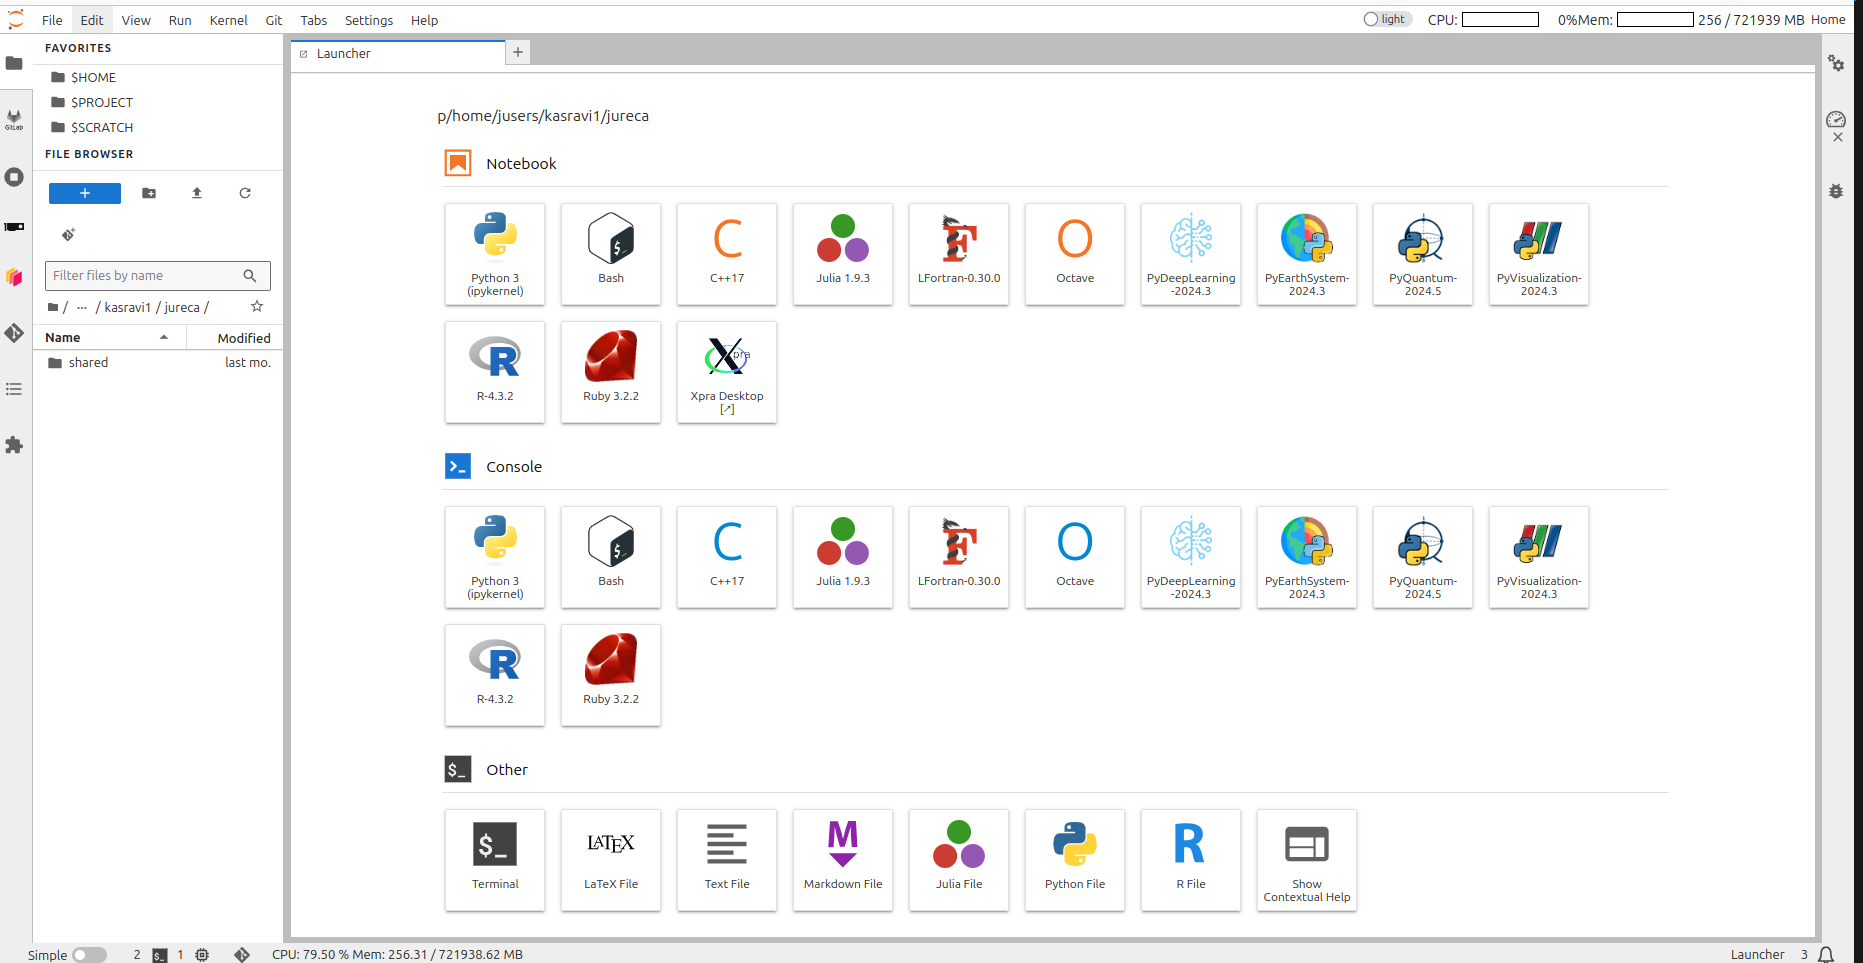 File Edit View Run Kernel Git Tabs Settings Help
light CPU: 0% Mem: 256 / 721939 MB Home
FAVORITES
$HOME
$PROJECT
$SCRATCH
FILE BROWSER
+
Filter files by name
/ ··· / kasravi1 / jureca /
Name Modified
shared last mo.
GitLab
Launcher +
p/home/jusers/kasravi1/jureca
Notebook
Python 3
(ipykernel)
Bash
C
C++17
Julia 1.9.3
F
LFortran-0.30.0
O
Octave
PyDeepLearning
-2024.3
PyEarthSystem-
2024.3
PyQuantum-
2024.5
PyVisualization-
2024.3
R
R-4.3.2
Ruby 3.2.2
Xpra
Xpra Desktop
[↗]
Console
Python 3
(ipykernel)
Bash
C
C++17
Julia 1.9.3
F
LFortran-0.30.0
O
Octave
PyDeepLearning
-2024.3
PyEarthSystem-
2024.3
PyQuantum-
2024.5
PyVisualization-
2024.3
R
R-4.3.2
Ruby 3.2.2
$_ Other
$_
Terminal
LATEX
LaTeX File
Text File
M
Markdown File
Julia File
Python File
R
R File
Show
Contextual Help
Simple 2 $_ 1 CPU: 79.50 % Mem: 256.31 / 721938.62 MB
Launcher 3